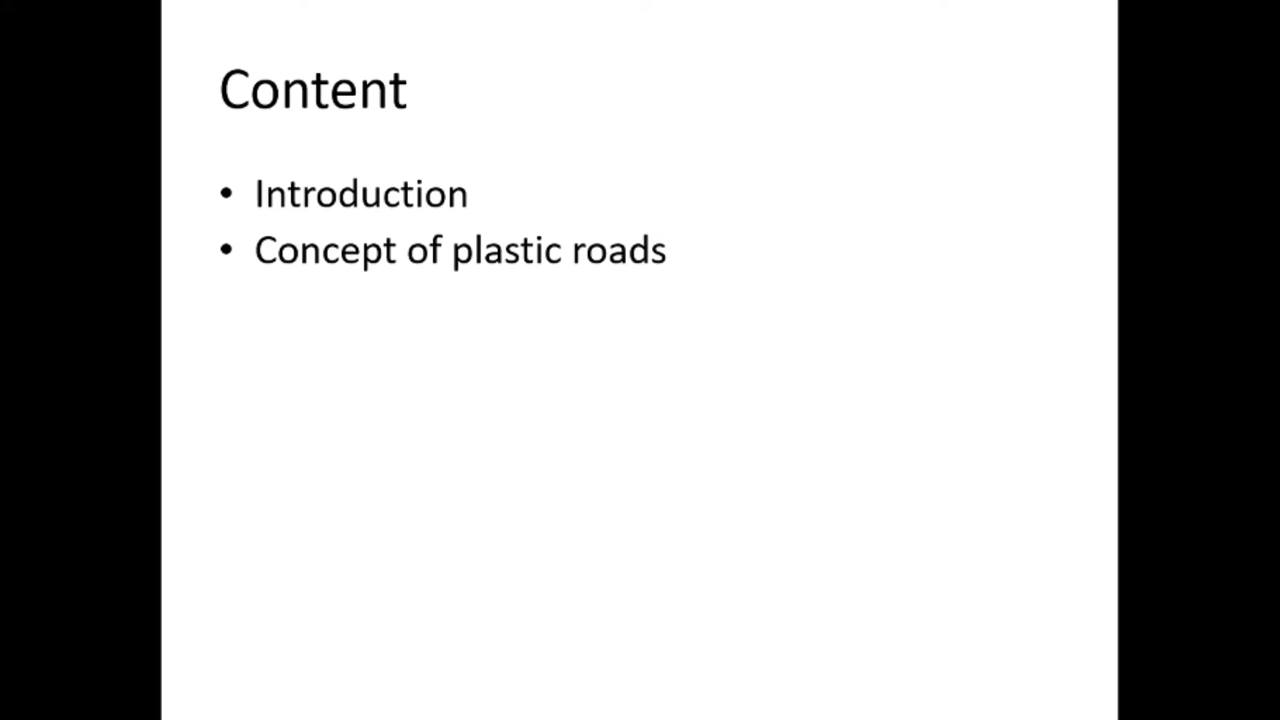 Content
• Introduction
• Concept of plastic roads